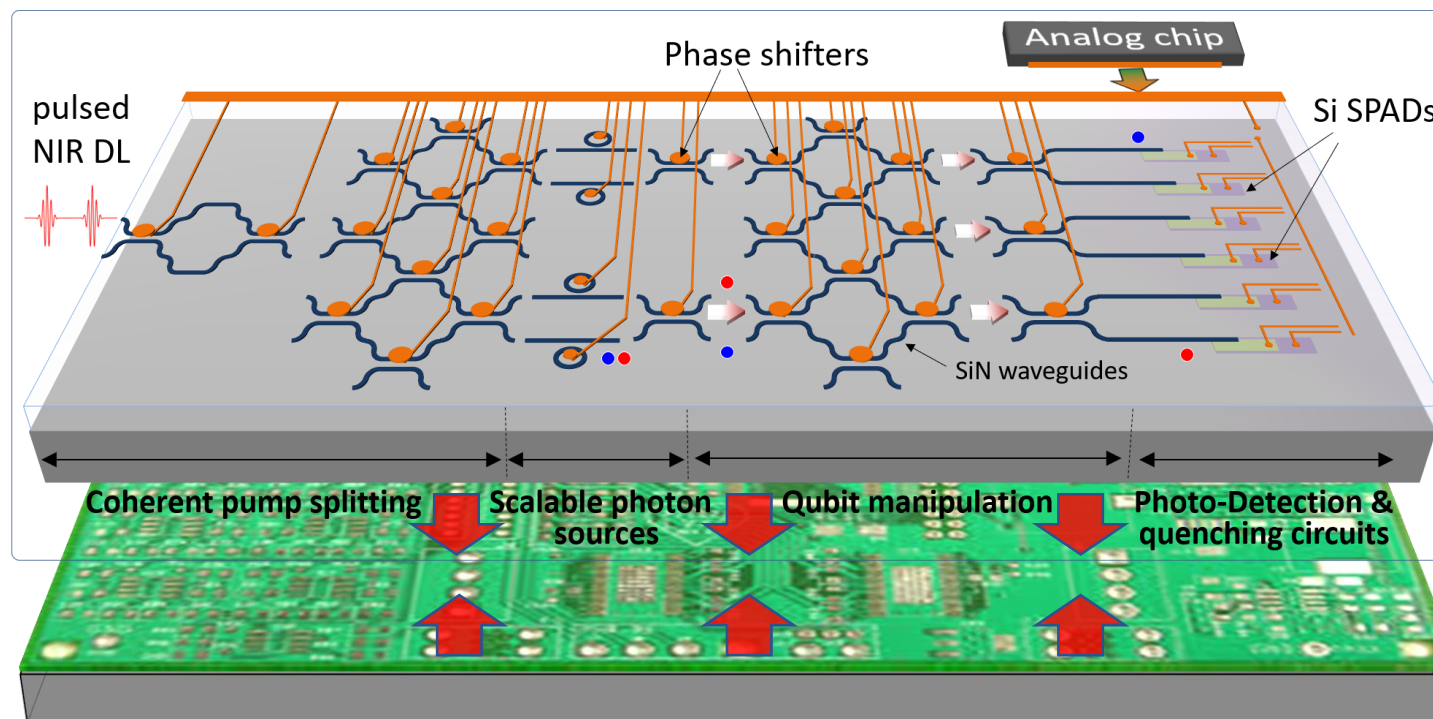 Analog chip
Phase shifters
pulsed
NIR DL
Si SPADs
SiN waveguides
Coherent pump splitting
Scalable photon
sources
Qubit manipulation
Photo-Detection &
quenching circuits